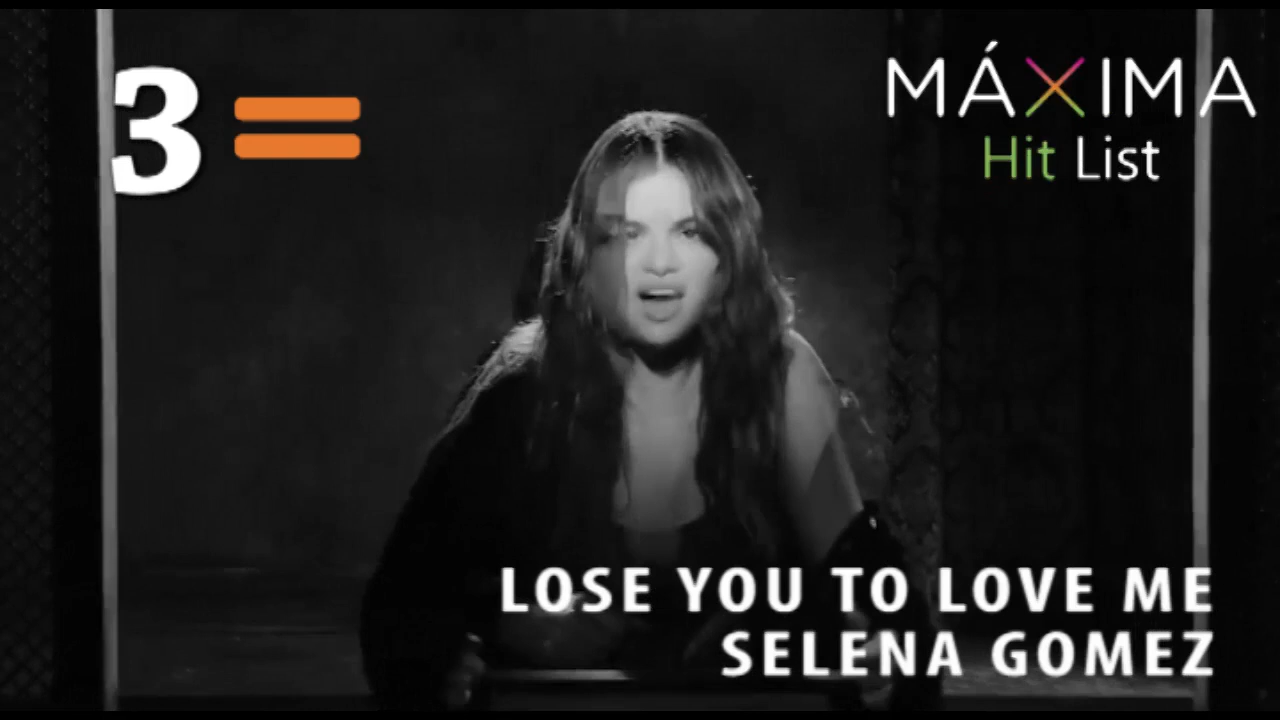 3 =
MÁXIMA
Hit List
LOSE YOU TO LOVE ME
SELENA GOMEZ